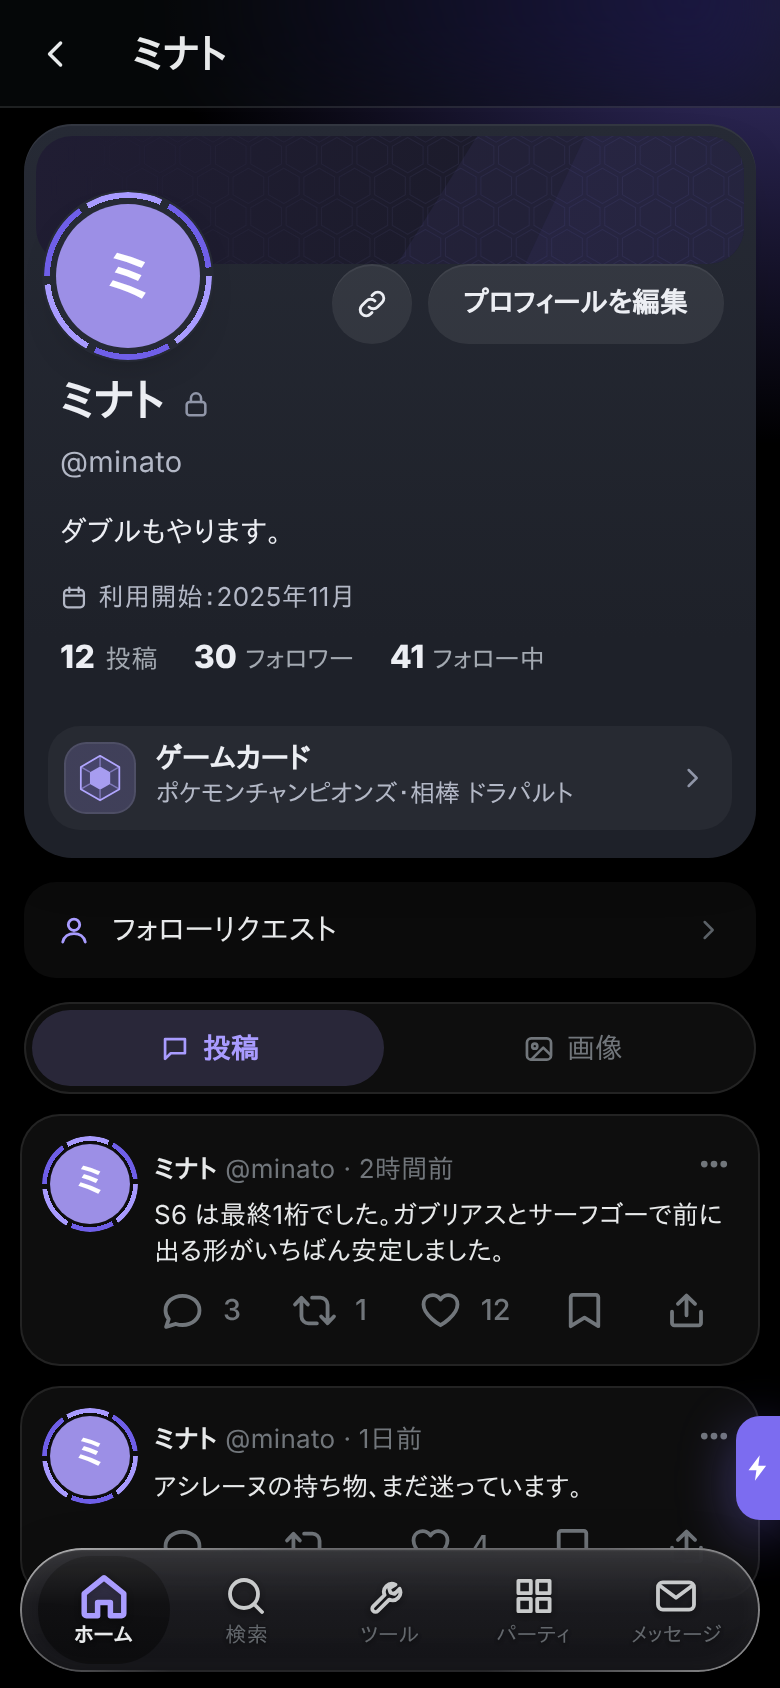 ミナト
ミ
プロフィールを編集
ミナト
@minato
ダブルもやります。
利用開始:2025年11月
12 投稿 30 フォロワー 41 フォロー中
ゲームカード
ポケモンチャンピオンズ・相棒 ドラパルト
フォローリクエスト
投稿 画像
ミ
ミナト @minato · 2時間前
S6 は最終1桁でした。ガブリアスとサーフゴーで前に
出る形がいちばん安定しました。
3 1 12
ミ
ミナト @minato · 1日前
アシレーヌの持ち物、まだ迷っています。
4
ホーム 検索 ツール パーティ メッセージ